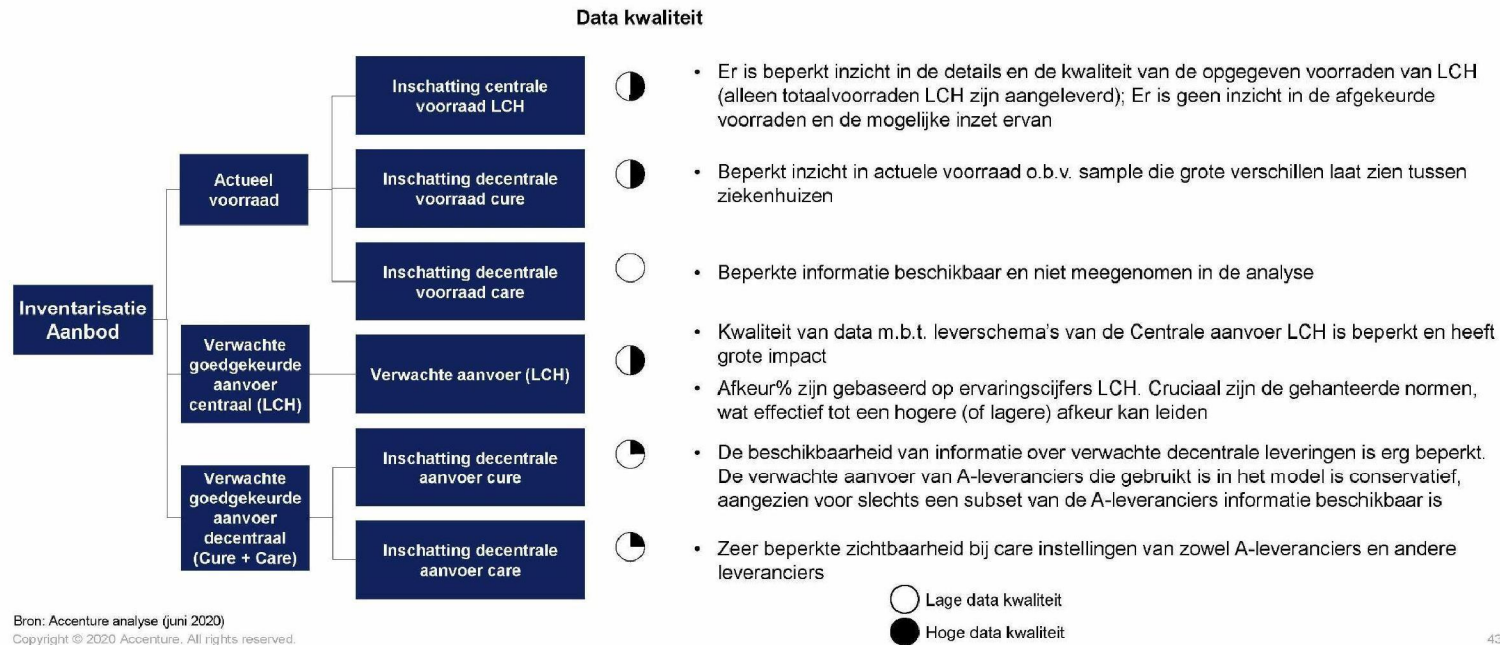 Data kwaliteit
Inventarisatie
Aanbod
Actueel
voorraad
Inschatting centrale
voorraad LCH
• Er is beperkt inzicht in de details en de kwaliteit van de opgegeven voorraden van LCH
(alleen totaalvoorraden LCH zijn aangeleverd); Er is geen inzicht in de afgekeurde
voorraden en de mogelijke inzet ervan
Inschatting decentrale
voorraad cure
• Beperkt inzicht in actuele voorraad o.b.v. sample die grote verschillen laat zien tussen
ziekenhuizen
Inschatting decentrale
voorraad care
• Beperkte informatie beschikbaar en niet meegenomen in de analyse
Verwachte
goedgekeurde
aanvoer
centraal (LCH)
Verwachte aanvoer (LCH)
• Kwaliteit van data m.b.t. leverschema's van de Centrale aanvoer LCH is beperkt en heeft
grote impact
• Afkeur% zijn gebaseerd op ervaringscijfers LCH. Cruciaal zijn de gehanteerde normen,
wat effectief tot een hogere (of lagere) afkeur kan leiden
Verwachte
goedgekeurde
aanvoer
decentraal
(Cure + Care)
Inschatting decentrale
aanvoer cure
• De beschikbaarheid van informatie over verwachte decentrale leveringen is erg beperkt.
De verwachte aanvoer van A-leveranciers die gebruikt is in het model is conservatief,
aangezien voor slechts een subset van de A-leveranciers informatie beschikbaar is
Inschatting decentrale
aanvoer care
• Zeer beperkte zichtbaarheid bij care instellingen van zowel A-leveranciers en andere
leveranciers
Lage data kwaliteit
Hoge data kwaliteit
Bron: Accenture analyse (juni 2020)
Copyright © 2020 Accenture. All rights reserved.
43